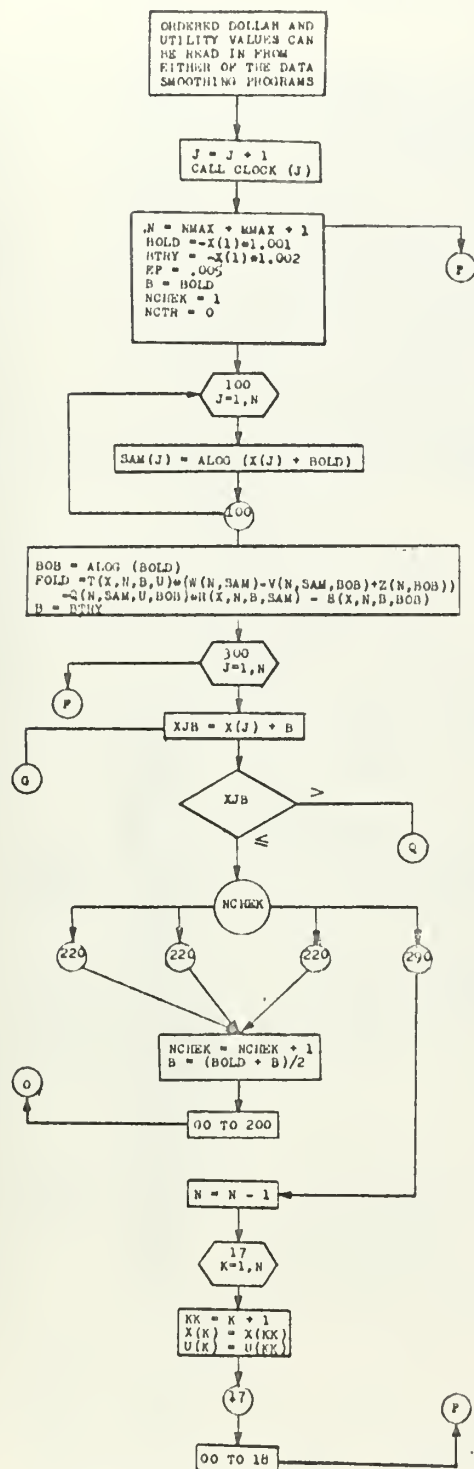 ORDERED DOLLAR AND
UTILITY VALUES CAN
BE READ IN FROM
EITHER OF THE DATA
SMOOTHING PROGRAMS
J = J + 1
CALL CLOCK (J)
N = NMAX + MMAX + 1
BOLD =-X(1)*1.001
BTRY = -X(1)*1.002
EP = .005
B = BOLD
NCHEK = 1
NCTR = 0
P
100
J=1,N
SAM(J) = ALOG (X(J) + BOLD)
100
BOB = ALOG (BOLD)
FOLD =T(X,N,B,U)*(W(N,SAM)-V(N,SAM,BOB)+Z(N,BOB))
-Q(N,SAM,U,BOB)*R(X,N,B,SAM) - S(X,N,B,BOB)
B = BTRY
300
J=1,N
F
XJB = X(J) + B
G
XJB
>
≤
Q
NCHEK
220 220 220 290
NCHEK = NCHEK + 1
B = (BOLD + B)/2
O
GO TO 200
N = N - 1
17
K=1,N
KK = K + 1
X(K) = X(KK)
U(K) = U(KK)
17
P
GO TO 18